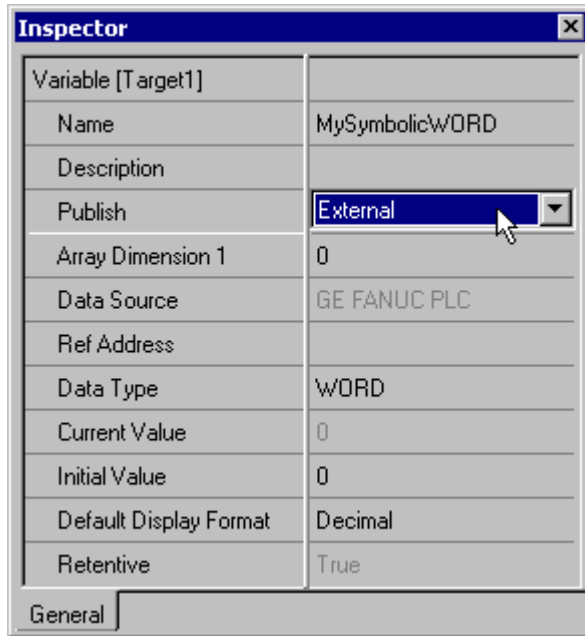 Inspector
Variable [Target1]
Name MySymbolicWORD
Description
Publish External
Array Dimension 1 0
Data Source GE FANUC PLC
Ref Address
Data Type WORD
Current Value 0
Initial Value 0
Default Display Format Decimal
Retentive True
General